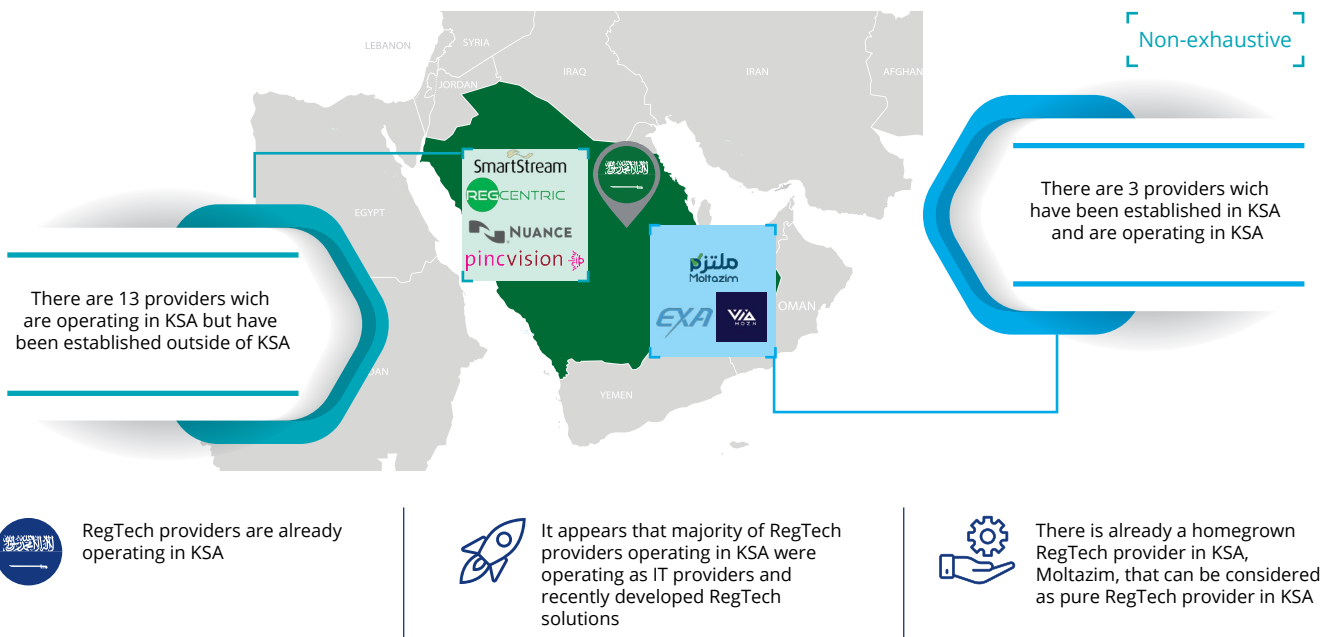 Non-exhaustive
LEBANON
SYRIA
IRAQ
IRAN
AFGHAN
JORDAN
EGYPT
OMAN
YEMEN
DAN
SmartStream
REGCENTRIC
NUANCE
pincvision
ملتزم
Moltazim
EXA
VIA
MOZN
There are 13 providers wich
are operating in KSA but have
been established outside of KSA
There are 3 providers wich
have been established in KSA
and are operating in KSA
RegTech providers are already
operating in KSA
It appears that majority of RegTech
providers operating in KSA were
operating as IT providers and
recently developed RegTech
solutions
There is already a homegrown
RegTech provider in KSA,
Moltazim, that can be considered
as pure RegTech provider in KSA